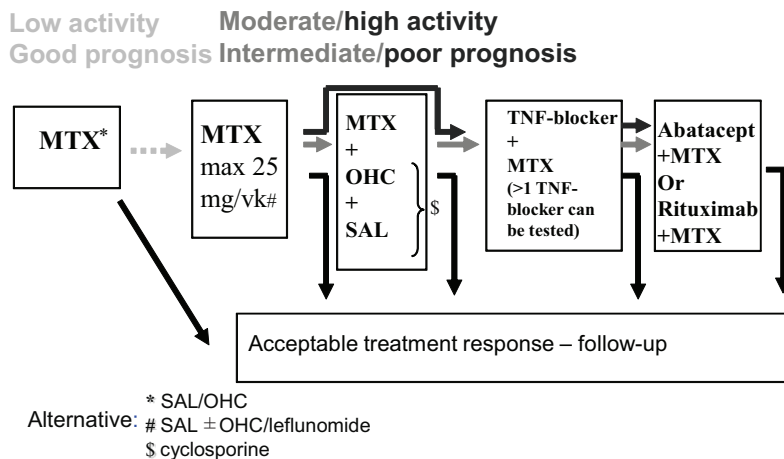 Low activity
Good prognosis
Moderate/high activity
Intermediate/poor prognosis
MTX*
MTX
max 25
mg/vk#
MTX
+
OHC
+
SAL
$
TNF-blocker
+
MTX
(>1 TNF-
blocker can
be tested)
Abatacept
+MTX
Or
Rituximab
+MTX
Acceptable treatment response – follow-up
Alternative:
* SAL/OHC
# SAL ±OHC/leflunomide
$ cyclosporine